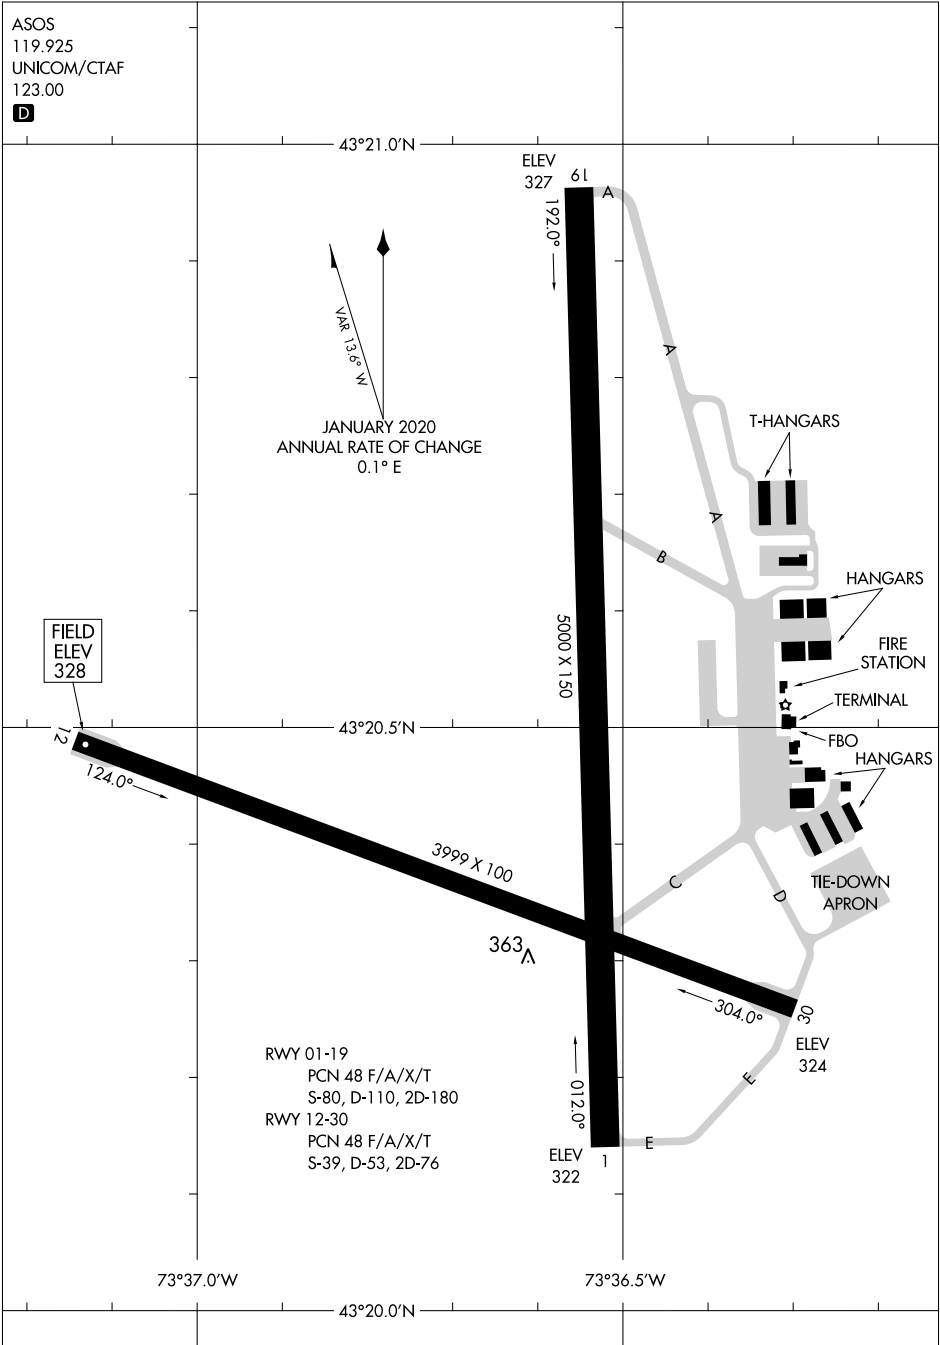 ASOS
119.925
UNICOM/CTAF
123.00
D
43°21.0'N
ELEV
327
19
A
192.0°
VAR 13.6° W
JANUARY 2020
ANNUAL RATE OF CHANGE
0.1° E
A
T-HANGARS
A
B
HANGARS
5000 X 150
FIELD
ELEV
328
FIRE
STATION
TERMINAL
12
43°20.5'N
FBO
HANGARS
124.0°
3999 X 100
C
D
TIE-DOWN
APRON
363
304.0°
30
ELEV
324
RWY 01-19
PCN 48 F/A/X/T
S-80, D-110, 2D-180
RWY 12-30
PCN 48 F/A/X/T
S-39, D-53, 2D-76
012.0°
E
E
ELEV
322
1
73°37.0'W
73°36.5'W
43°20.0'N